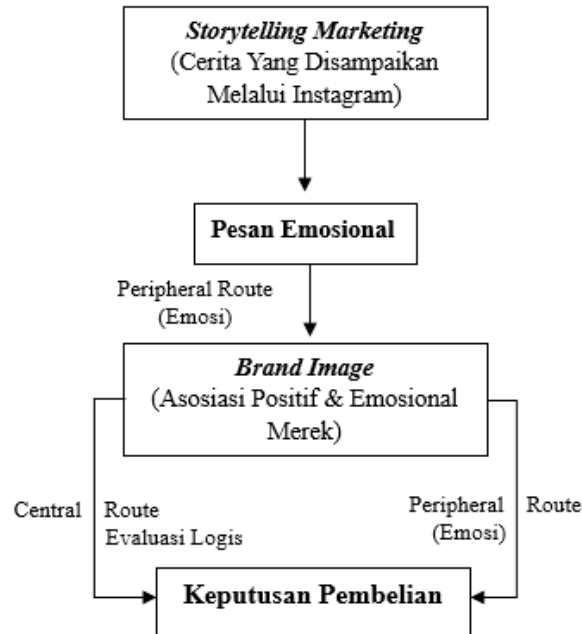 Storytelling Marketing
(Cerita Yang Disampaikan
Melalui Instagram)
Pesan Emosional
Peripheral Route
(Emosi)
Brand Image
(Asosiasi Positif & Emosional
Merek)
Central Route
Evaluasi Logis
Peripheral Route
(Emosi)
Keputusan Pembelian